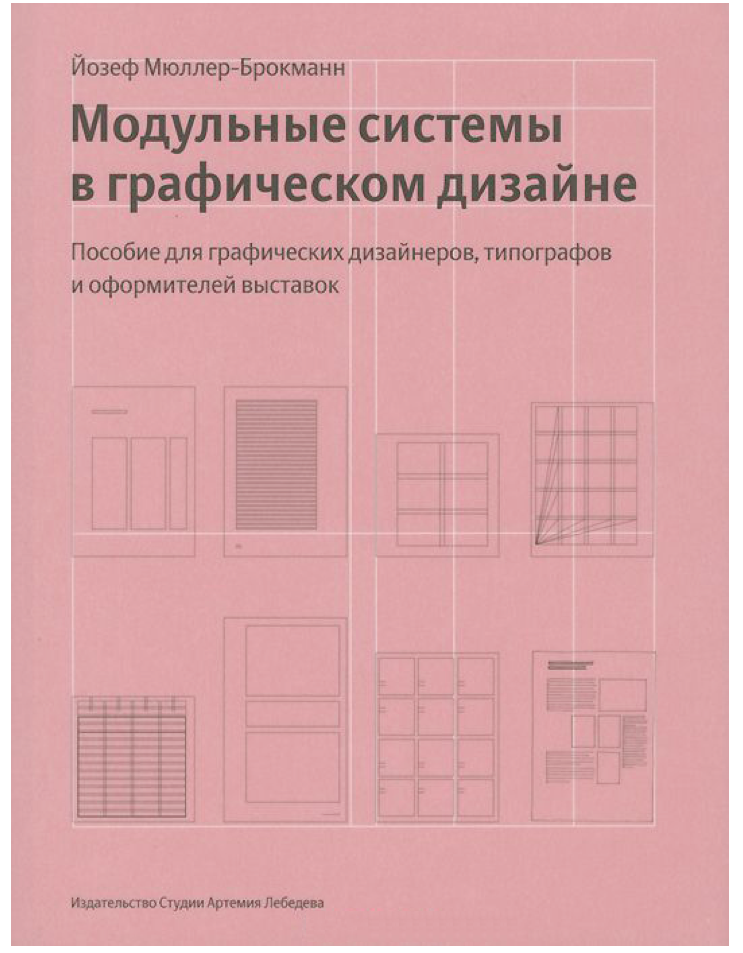 Йозеф Мюллер-Брокманн
Модульные системы
в графическом дизайне
Пособие для графических дизайнеров, типографов
и оформителей выставок
Издательство Студии Артемия Лебедева